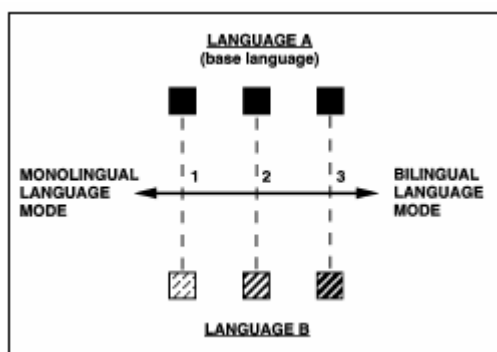 LANGUAGE A
(base language)
MONOLINGUAL
LANGUAGE
MODE
1
2
3
BILINGUAL
LANGUAGE
MODE
LANGUAGE B